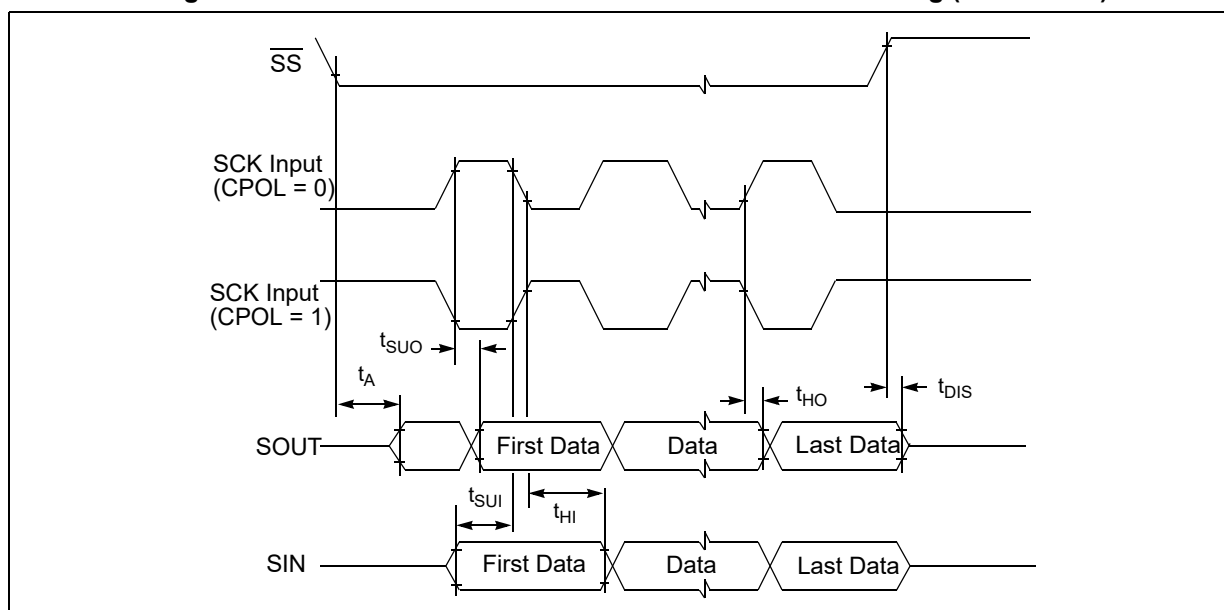 SS
SCK Input
(CPOL = 0)
SCK Input
(CPOL = 1)
tSUO
tA
tHO
tDIS
SOUT
First Data
Data
Last Data
tSUI
tHI
SIN
First Data
Data
Last Data